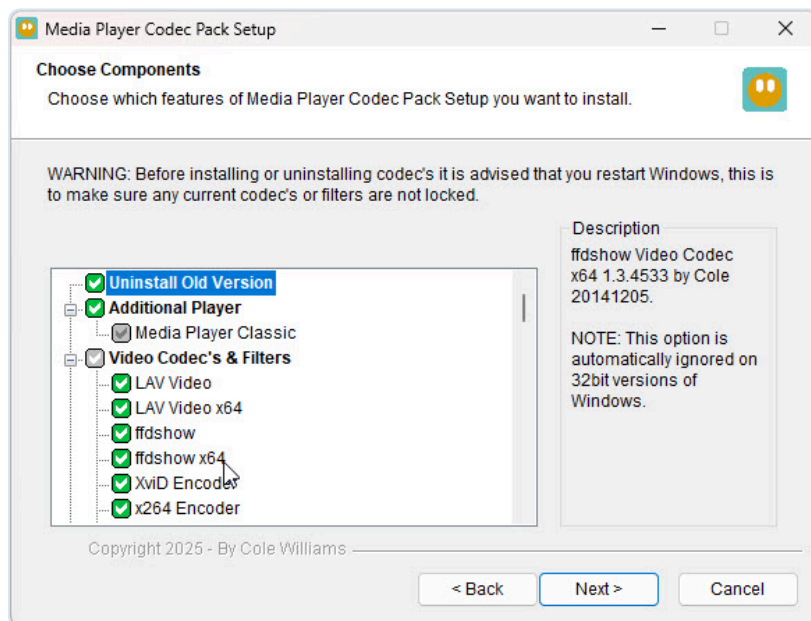 Media Player Codec Pack Setup
Choose Components
Choose which features of Media Player Codec Pack Setup you want to install.
WARNING: Before installing or uninstalling codec's it is advised that you restart Windows, this is
to make sure any current codec's or filters are not locked.
Uninstall Old Version
Additional Player
Media Player Classic
Video Codec's & Filters
LAV Video
LAV Video x64
ffdshow
ffdshow x64
XviD Encoder
x264 Encoder
Description
ffdshow Video Codec
x64 1.3.4533 by Cole
20141205.
NOTE: This option is
automatically ignored on
32bit versions of
Windows.
Copyright 2025 - By Cole Williams
< Back
Next >
Cancel